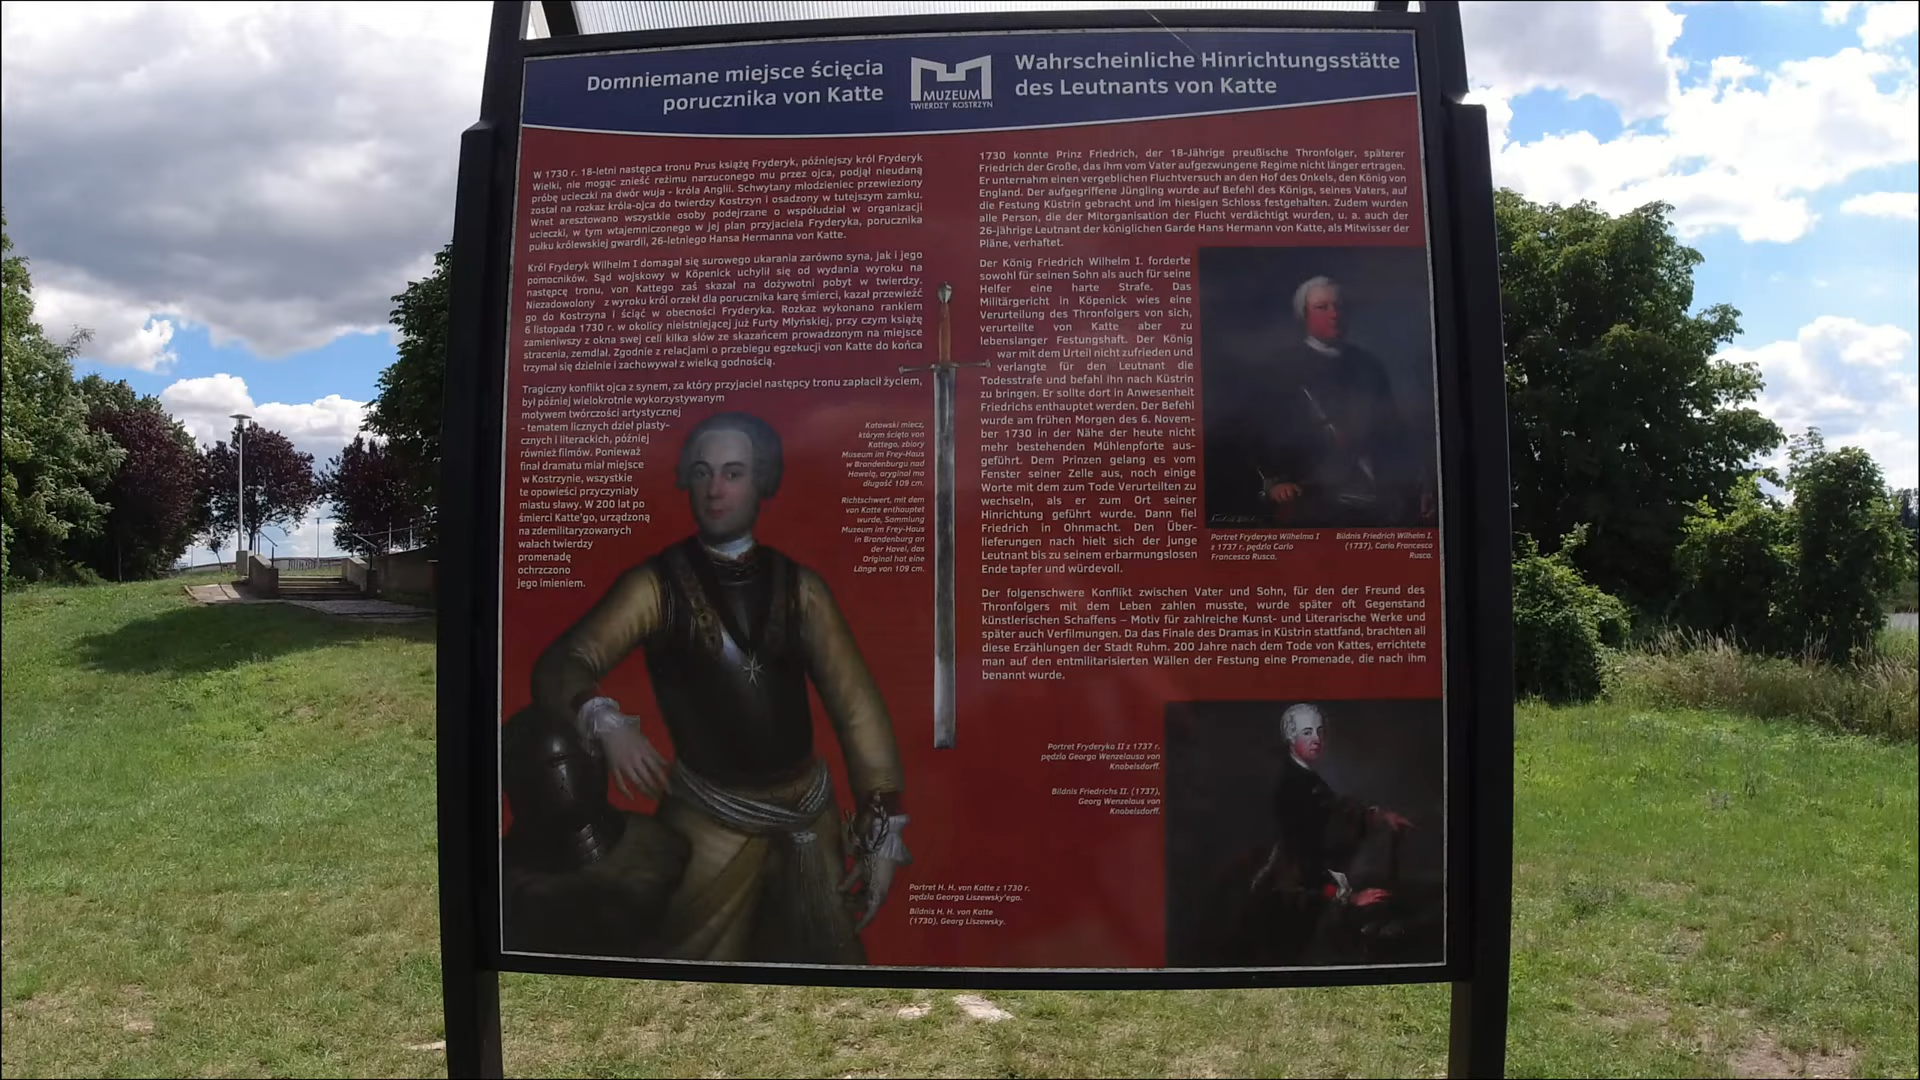 Domniemane miejsce ścięcia
porucznika von Katte
MUZEUM
TWIERDZY KOSTRZYN
Wahrscheinliche Hinrichtungsstätte
des Leutnants von Katte
W 1730 r. 18-letni następca tronu Prus książę Fryderyk, późniejszy król Fryderyk
Wielki, nie mogąc znieść reżimu narzuconego mu przez ojca, podjął nieudaną
próbę ucieczki na dwór wuja - króla Anglii. Schwytany młodzieniec przewieziony
został na rozkaz króla-ojca do twierdzy Kostrzyn i osadzony w tutejszym zamku.
Wnet aresztowano wszystkie osoby podejrzane o współudział w organizacji
ucieczki, w tym wtajemniczonego w jej plan przyjaciela Fryderyka, porucznika
pułku królewskiej gwardii, 26-letniego Hansa Hermanna von Katte.
Król Fryderyk Wilhelm I domagał się surowego ukarania zarówno syna, jak i jego
pomocników. Sąd wojskowy w Köpenick uchylił się od wydania wyroku na
następcę tronu, von Kattego zaś skazał na dożywotni pobyt w twierdzy.
Niezadowolony z wyroku król orzekł dla porucznika karę śmierci, kazał przewieźć
go do Kostrzyna i ściąć w obecności Fryderyka. Rozkaz wykonano rankiem
6 listopada 1730 r. w okolicy nieistniejącej już Furty Młyńskiej, przy czym książę
zamieniwszy z okna swej celi kilka słów ze skazańcem prowadzonym na miejsce
stracenia, zemdlał. Zgodnie z relacjami o przebiegu egzekucji von Katte do końca
trzymał się dzielnie i zachowywał z wielką godnością.
Tragiczny konflikt ojca z synem, za który przyjaciel następcy tronu zapłacił życiem,
był później wielokrotnie wykorzystywanym
motywem twórczości artystycznej
- tematem licznych dzieł plasty-
cznych i literackich, później
również filmów. Ponieważ
finał dramatu miał miejsce
w Kostrzynie, wszystkie
te opowieści przyczyniały
miastu sławy. W 200 lat po
śmierci Katte'go, urządzoną
na zdemilitaryzowanych
wałach twierdzy
promenadę
ochrzczono
jego imieniem.
Katowski miecz,
którym ścięto von
Kattego, zbiory
Museum im Frey-Haus
w Brandenburgu nad
Hawelą, oryginał ma
długość 109 cm.
Richtschwert, mit dem
von Katte enthauptet
wurde, Sammlung
Museum im Frey-Haus
in Brandenburg an
der Havel, das
Original hat eine
Länge von 109 cm.
Portret H. H. von Katte z 1730 r.
pędzla Georga Liszewsky'ego.
Bildnis H. H. von Katte
(1730), Georg Liszewsky.
1730 konnte Prinz Friedrich, der 18-Jährige preußische Thronfolger, späterer
Friedrich der Große, das ihm vom Vater aufgezwungene Regime nicht länger ertragen.
Er unternahm einen vergeblichen Fluchtversuch an den Hof des Onkels, den König von
England. Der aufgegriffene Jüngling wurde auf Befehl des Königs, seines Vaters, auf
die Festung Küstrin gebracht und im hiesigen Schloss festgehalten. Zudem wurden
alle Person, die der Mitorganisation der Flucht verdächtigt wurden, u. a. auch der
26-jährige Leutnant der königlichen Garde Hans Hermann von Katte, als Mitwisser der
Pläne, verhaftet.
Der König Friedrich Wilhelm I. forderte
sowohl für seinen Sohn als auch für seine
Helfer eine harte Strafe. Das
Militärgericht in Köpenick wies eine
Verurteilung des Thronfolgers von sich,
verurteilte von Katte aber zu
lebenslanger Festungshaft. Der König
war mit dem Urteil nicht zufrieden und
verlangte für den Leutnant die
Todesstrafe und befahl ihn nach Küstrin
zu bringen. Er sollte dort in Anwesenheit
Friedrichs enthauptet werden. Der Befehl
wurde am frühen Morgen des 6. Novem-
ber 1730 in der Nähe der heute nicht
mehr bestehenden Mühlenpforte aus-
geführt. Dem Prinzen gelang es vom
Fenster seiner Zelle aus, noch einige
Worte mit dem zum Tode Verurteilten zu
wechseln, als er zum Ort seiner
Hinrichtung geführt wurde. Dann fiel
Friedrich in Ohnmacht. Den Über-
lieferungen nach hielt sich der junge
Leutnant bis zu seinem erbarmungslosen
Ende tapfer und würdevoll.
Portret Fryderyka Wilhelma I
z 1737 r. pędzla Carla
Francesco Rusca.
Bildnis Friedrich Wilhelm I.
(1737), Carlo Francesco
Rusco.
Der folgenschwere Konflikt zwischen Vater und Sohn, für den der Freund des
Thronfolgers mit dem Leben zahlen musste, wurde später oft Gegenstand
künstlerischen Schaffens – Motiv für zahlreiche Kunst- und Literarische Werke und
später auch Verfilmungen. Da das Finale des Dramas in Küstrin stattfand, brachten all
diese Erzählungen der Stadt Ruhm. 200 Jahre nach dem Tode von Kattes, errichtete
man auf den entmilitarisierten Wällen der Festung eine Promenade, die nach ihm
benannt wurde.
Portret Fryderyka II z 1737 r.
pędzla Georga Wenzelausa von
Knobelsdorff.
Bildnis Friedrichs II. (1737),
Georg Wenzelaus von
Knobelsdorff.